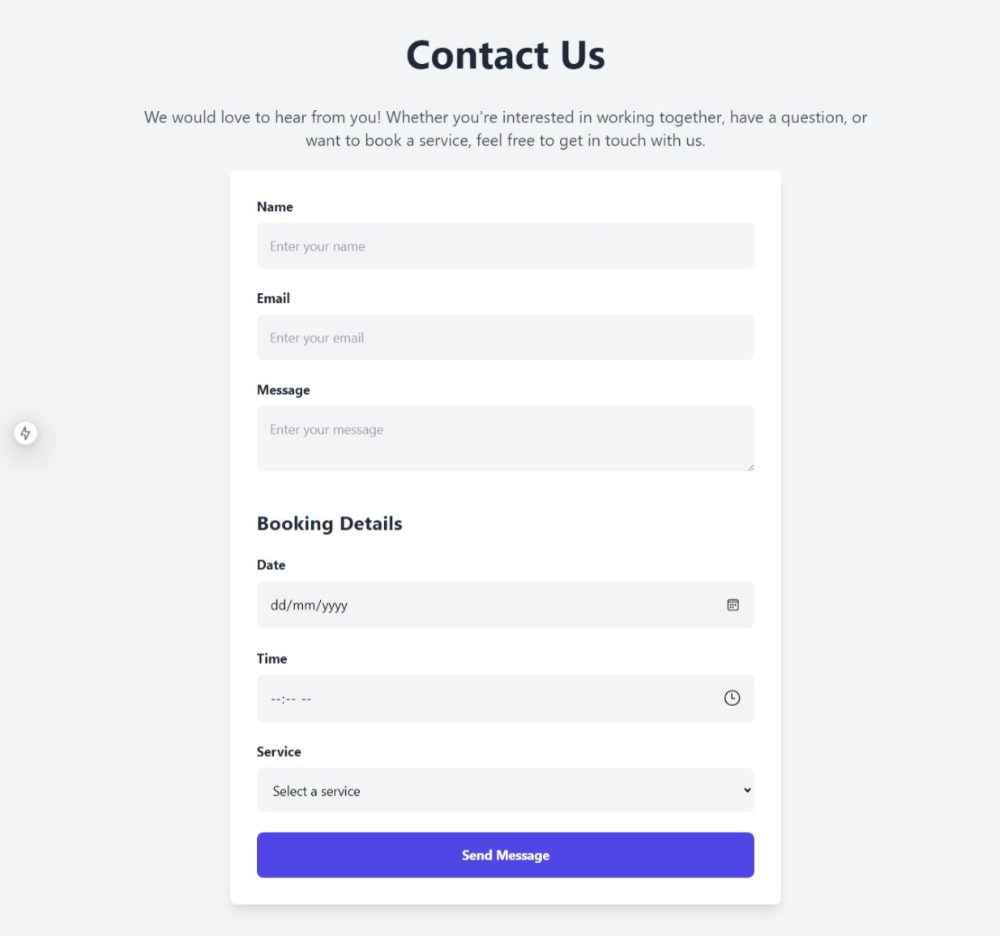 Contact Us
We would love to hear from you! Whether you're interested in working together, have a question, or
want to book a service, feel free to get in touch with us.
Name
Enter your name
Email
Enter your email
Message
Enter your message
Booking Details
Date
dd/mm/yyyy
Time
--:-- --
Service
Select a service
Send Message